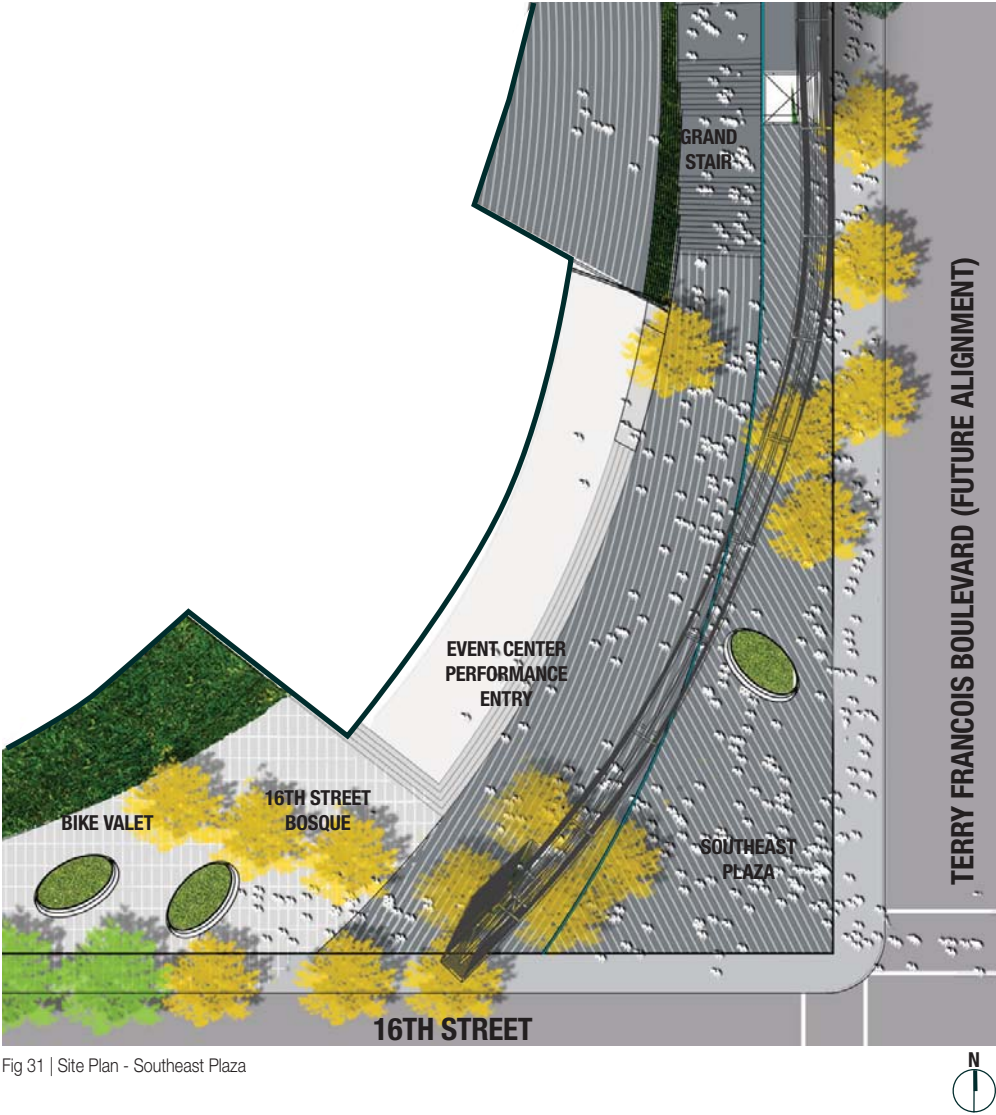 GRAND
STAIR
TERRY FRANCOIS BOULEVARD (FUTURE ALIGNMENT)
EVENT CENTER
PERFORMANCE
ENTRY
16TH STREET
BOSQUE
BIKE VALET
SOUTHEAST
PLAZA
16TH STREET
Fig 31 | Site Plan - Southeast Plaza
N